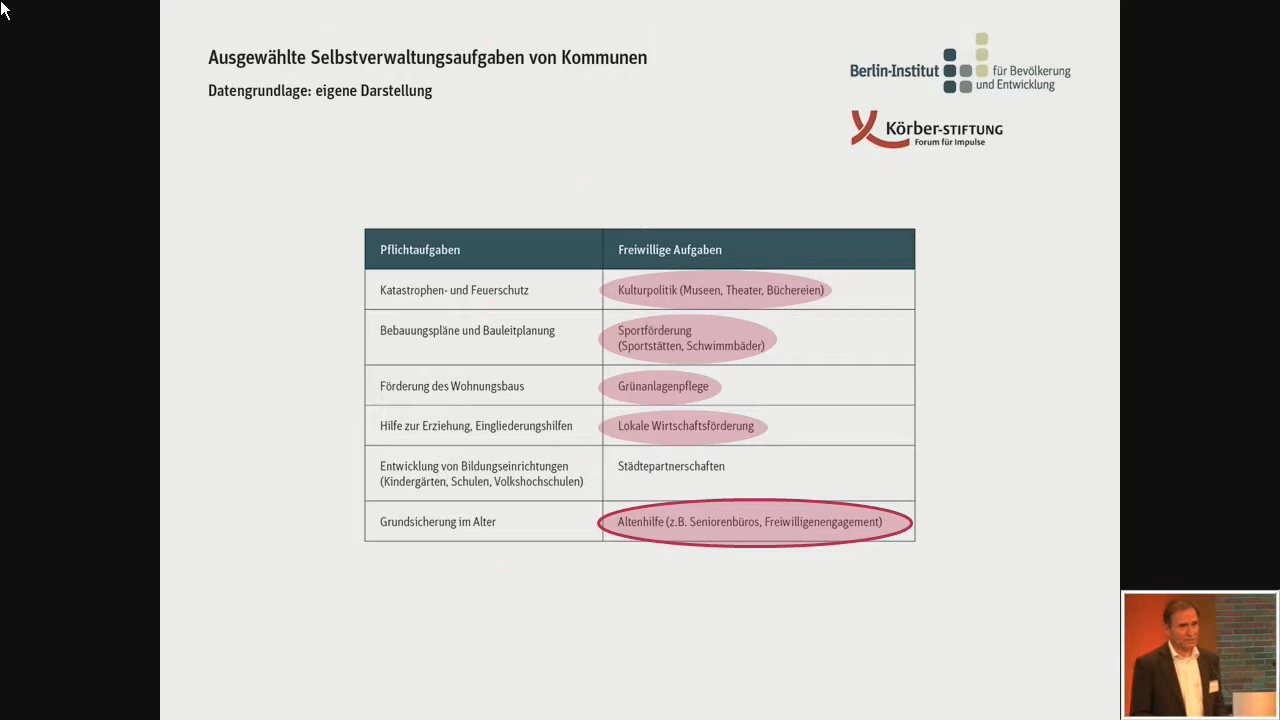 Ausgewählte Selbstverwaltungsaufgaben von Kommunen
Datengrundlage: eigene Darstellung
Berlin-Institut für Bevölkerung
und Entwicklung
Körber-STIFTUNG
Forum für Impulse
Pflichtaufgaben
Freiwillige Aufgaben
Katastrophen- und Feuerschutz
Kulturpolitik (Museen, Theater, Büchereien)
Bebauungspläne und Bauleitplanung
Sportförderung
(Sportstätten, Schwimmbäder)
Förderung des Wohnungsbaus
Grünanlagenpflege
Hilfe zur Erziehung, Eingliederungshilfen
Lokale Wirtschaftsförderung
Entwicklung von Bildungseinrichtungen
(Kindergärten, Schulen, Volkshochschulen)
Städtepartnerschaften
Grundsicherung im Alter
Altenhilfe (z.B. Seniorenbüros, Freiwilligenengagement)